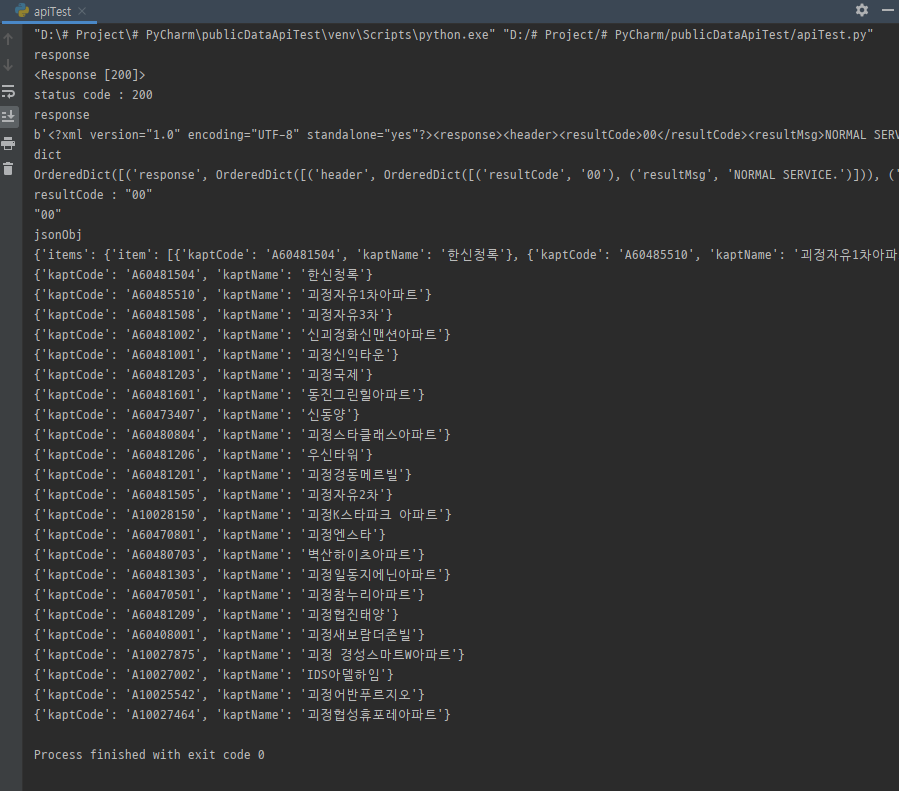 apiTest
"D:\# Project\# PyCharm\publicDataApiTest\venv\Scripts\python.exe" "D:/# Project/# PyCharm/publicDataApiTest/apiTest.py"
response
<Response [200]>
status code : 200
response
b'<?xml version="1.0" encoding="UTF-8" standalone="yes"?><response><header><resultCode>00</resultCode><resultMsg>NORMAL SERV
dict
OrderedDict([('response', OrderedDict([('header', OrderedDict([('resultCode', '00'), ('resultMsg', 'NORMAL SERVICE.')])), ('
resultCode : "00"
"00"
jsonObj
{'items': {'item': [{'kaptCode': 'A60481504', 'kaptName': '한신청록'}, {'kaptCode': 'A60485510', 'kaptName': '괴정자유1차아파
{'kaptCode': 'A60481504', 'kaptName': '한신청록'}
{'kaptCode': 'A60485510', 'kaptName': '괴정자유1차아파트'}
{'kaptCode': 'A60481508', 'kaptName': '괴정자유3차'}
{'kaptCode': 'A60481002', 'kaptName': '신괴정화신맨션아파트'}
{'kaptCode': 'A60481001', 'kaptName': '괴정신익타운'}
{'kaptCode': 'A60481203', 'kaptName': '괴정국제'}
{'kaptCode': 'A60481601', 'kaptName': '동진그린힐아파트'}
{'kaptCode': 'A60473407', 'kaptName': '신동양'}
{'kaptCode': 'A60480804', 'kaptName': '괴정스타클래스아파트'}
{'kaptCode': 'A60481206', 'kaptName': '우신타워'}
{'kaptCode': 'A60481201', 'kaptName': '괴정경동메르빌'}
{'kaptCode': 'A60481505', 'kaptName': '괴정자유2차'}
{'kaptCode': 'A10028150', 'kaptName': '괴정K스타파크 아파트'}
{'kaptCode': 'A60470801', 'kaptName': '괴정엔스타'}
{'kaptCode': 'A60480703', 'kaptName': '벽산하이츠아파트'}
{'kaptCode': 'A60481303', 'kaptName': '괴정일동지에닌아파트'}
{'kaptCode': 'A60470501', 'kaptName': '괴정참누리아파트'}
{'kaptCode': 'A60481209', 'kaptName': '괴정협진태양'}
{'kaptCode': 'A60408001', 'kaptName': '괴정새보람더존빌'}
{'kaptCode': 'A10027875', 'kaptName': '괴정 경성스마트W아파트'}
{'kaptCode': 'A10027002', 'kaptName': 'IDS아델하임'}
{'kaptCode': 'A10025542', 'kaptName': '괴정어반푸르지오'}
{'kaptCode': 'A10027464', 'kaptName': '괴정협성휴포레아파트'}
Process finished with exit code 0